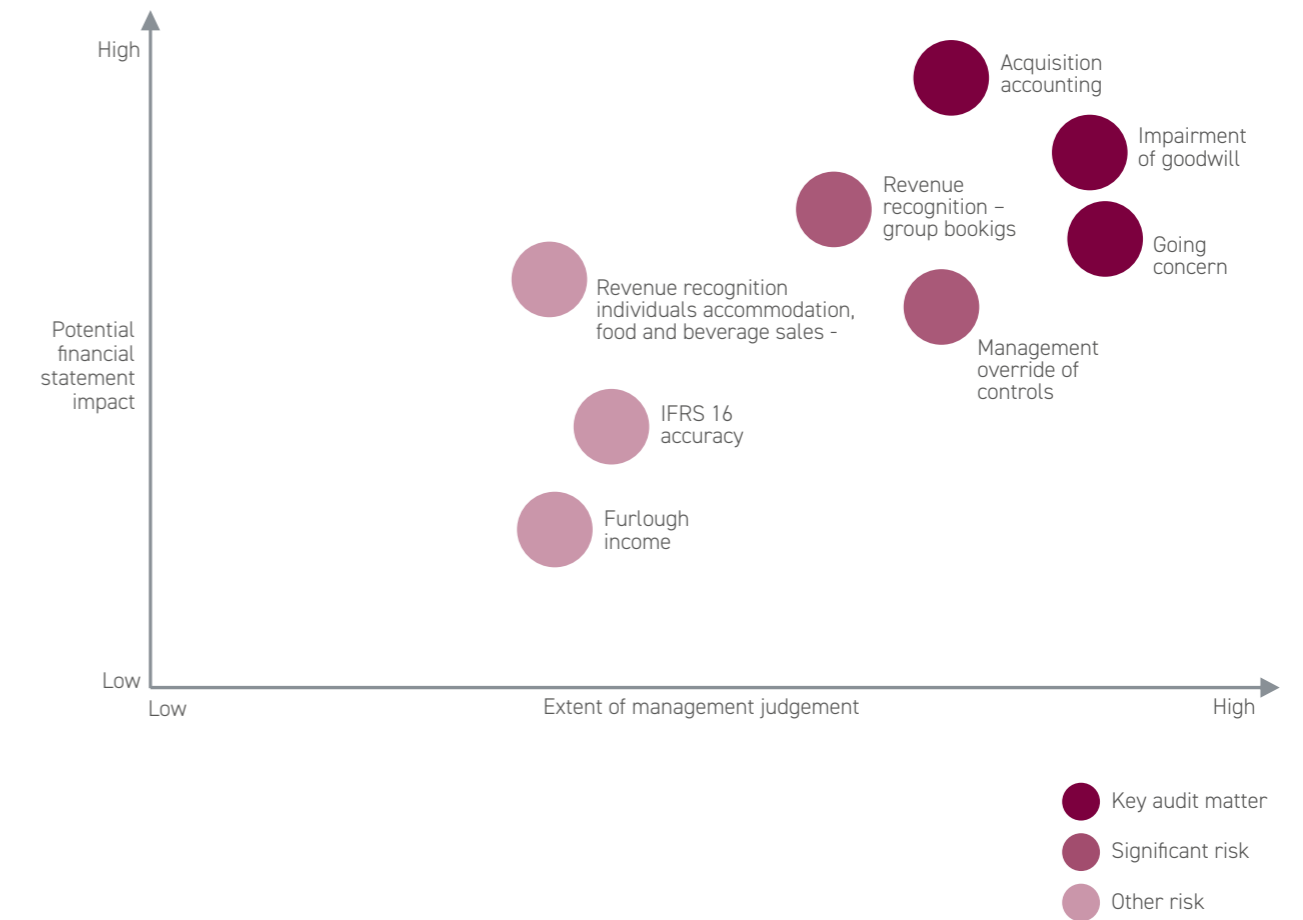 High
Acquisition
accounting
Impairment
of goodwill
Revenue
recognition –
group bookigs
Going
concern
Revenue recognition
individuals accommodation,
food and beverage sales -
Potential
financial
statement
impact
Management
override of
controls
IFRS 16
accuracy
Furlough
income
Low
Low
Extent of management judgement
High
Key audit matter
Significant risk
Other risk